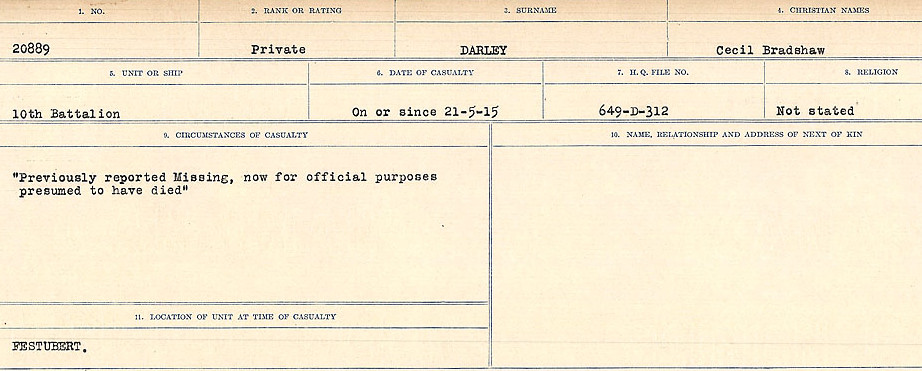 1. NO. 2. RANK OR RATING 3. SURNAME 4. CHRISTIAN NAMES
20889 Private DARLEY Cecil Bradshaw
5. UNIT OR SHIP 6. DATE OF CASUALTY 7. H. Q. FILE NO. 8. RELIGION
10th Battalion On or since 21-5-15 649-D-312 Not stated
9. CIRCUMSTANCES OF CASUALTY 10. NAME, RELATIONSHIP AND ADDRESS OF NEXT OF KIN
"Previously reported Missing, now for official purposes
presumed to have died"
11. LOCATION OF UNIT AT TIME OF CASUALTY
FESTUBERT.